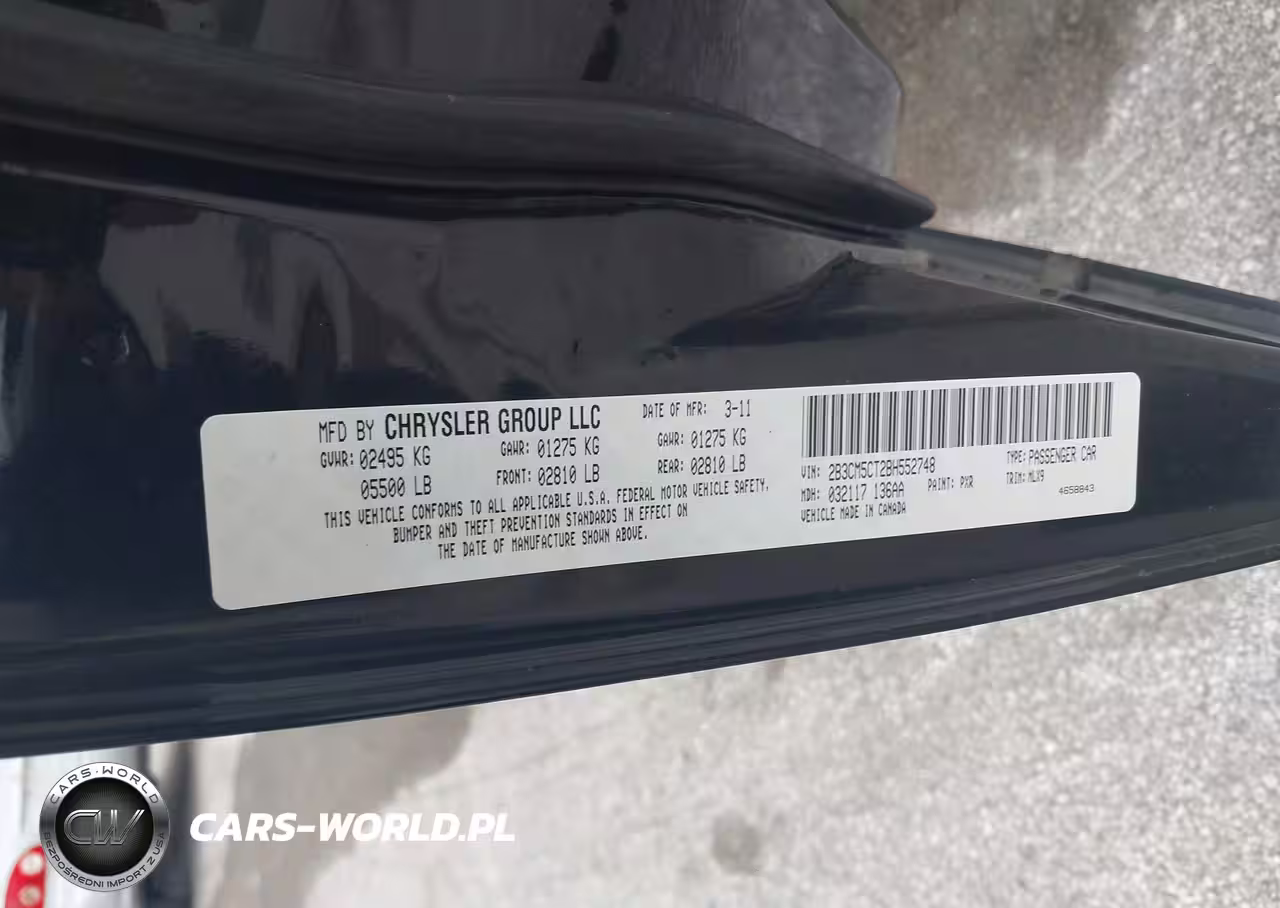 MFD BY CHRYSLER GROUP LLC DATE OF MFR: 3-11
GVWR: 02495 KG GAWR: 01275 KG GAWR: 01275 KG
05500 LB FRONT: 02810 LB REAR: 02810 LB
THIS VEHICLE CONFORMS TO ALL APPLICABLE U.S.A. FEDERAL MOTOR VEHICLE SAFETY,
BUMPER AND THEFT PREVENTION STANDARDS IN EFFECT ON
THE DATE OF MANUFACTURE SHOWN ABOVE.
VIN: 2B3CM5CT2BH552748 TYPE: PASSENGER CAR
MDH: 032117 136AA PAINT: PXR TRIM: MLX9
VEHICLE MADE IN CANADA 4658843
CARS-WORLD
CW
BEZPOŚREDNI IMPORT Z USA
CARS-WORLD.PL